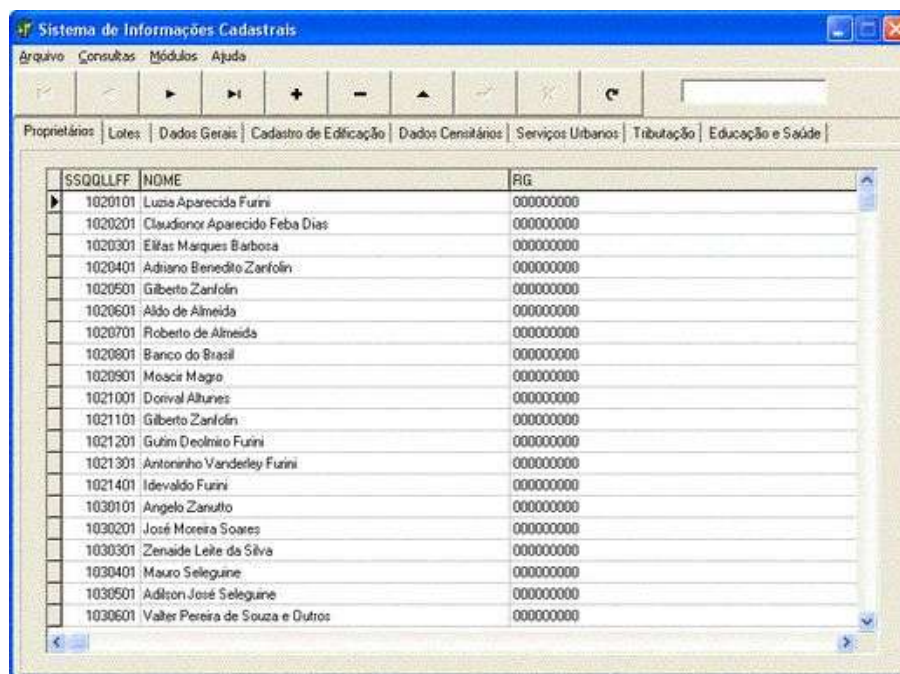 Sistema de Informações Cadastrais
Arquivo Consultas Módulos Ajuda
Proprietários Lotes Dados Gerais Cadastro de Edificação Dados Censitários Serviços Urbanos Tributação Educação e Saúde
SSQQLLFF NOME RG
1020101 Luzia Aparecida Furini 000000000
1020201 Claudionor Aparecido Feba Dias 000000000
1020301 Elifas Marques Barbosa 000000000
1020401 Adriano Benedito Zanfolin 000000000
1020501 Gilberto Zanfolin 000000000
1020601 Aldo de Almeida 000000000
1020701 Roberto de Almeida 000000000
1020801 Banco do Brasil 000000000
1020901 Moacir Magro 000000000
1021001 Dorival Altunes 000000000
1021101 Gilberto Zanfolin 000000000
1021201 Gutim Deolmiro Furini 000000000
1021301 Antoninho Vanderley Furini 000000000
1021401 Idevaldo Furini 000000000
1030101 Angelo Zanutto 000000000
1030201 José Moreira Soares 000000000
1030301 Zenaide Leite da Silva 000000000
1030401 Mauro Seleguine 000000000
1030501 Adilson José Seleguine 000000000
1030601 Valter Pereira de Souza e Outros 000000000